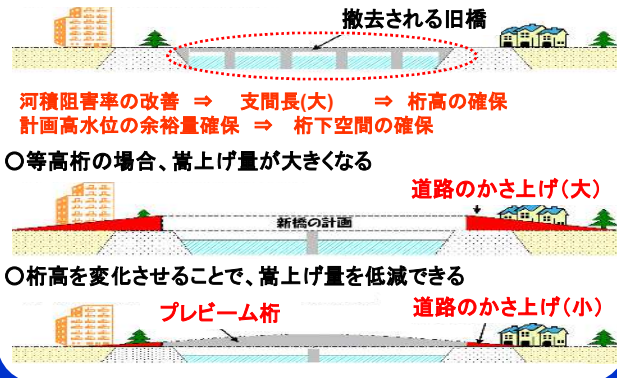 撤去される旧橋
河積阻害率の改善 ⇒ 支間長(大) ⇒ 桁高の確保
計画高水位の余裕量確保 ⇒ 桁下空間の確保
〇等高桁の場合、嵩上げ量が大きくなる
道路のかさ上げ(大)
新橋の計画
〇桁高を変化させることで、嵩上げ量を低減できる
プレビーム桁
道路のかさ上げ(小)